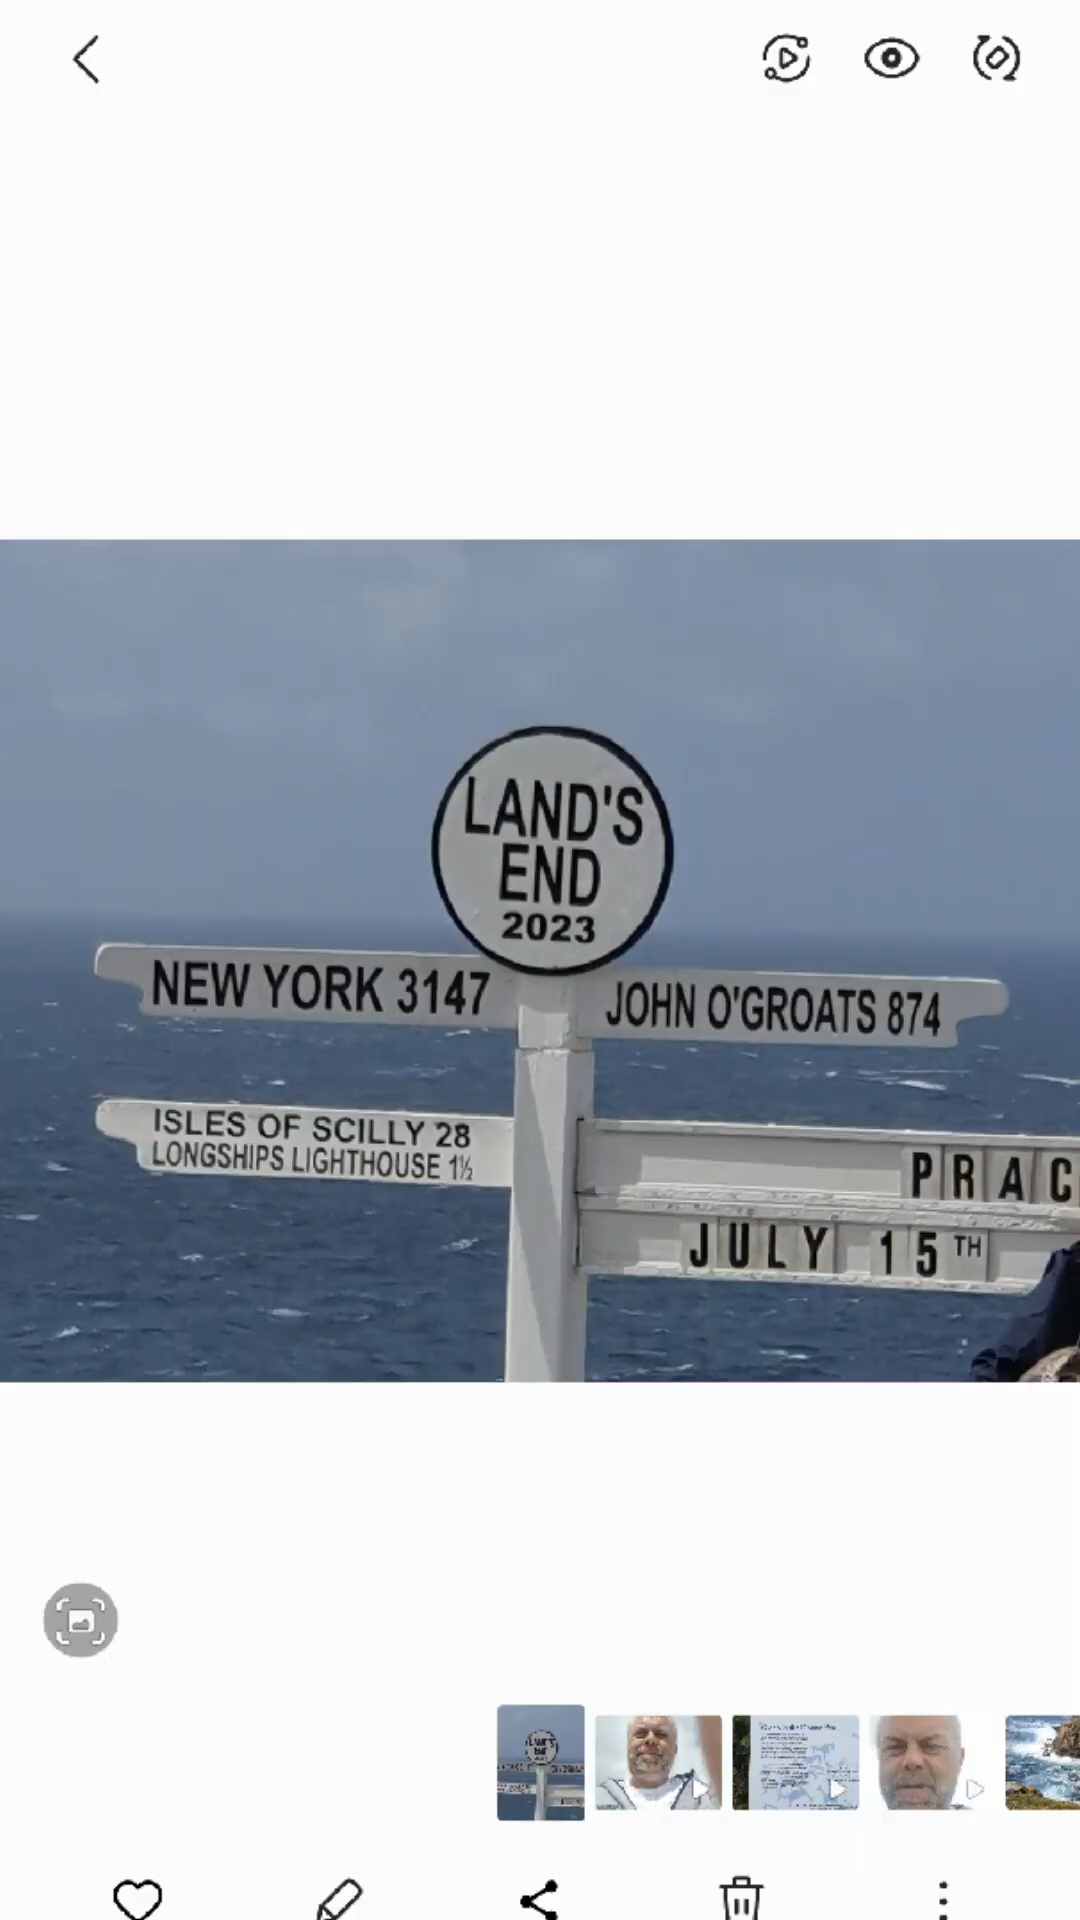 LAND'S
END
2023
NEW YORK 3147
JOHN O'GROATS 874
ISLES OF SCILLY 28
LONGSHIPS LIGHTHOUSE 1½
PRAC
JULY 15TH